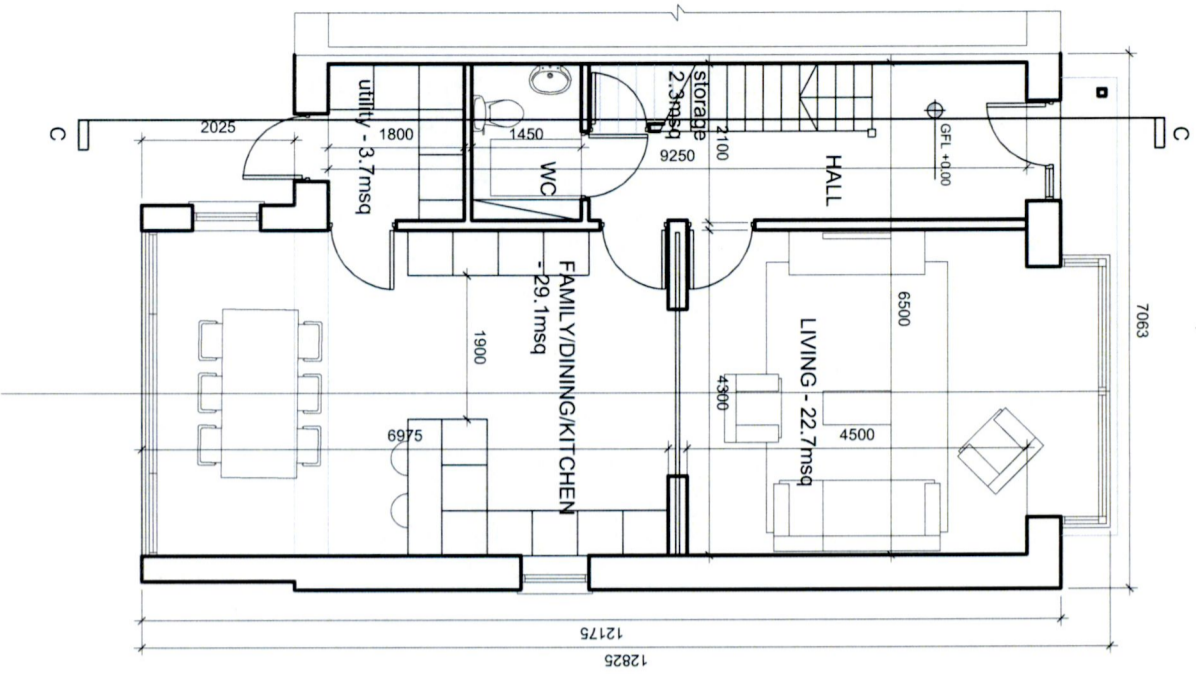 C
C
2025
utility - 3.7msq
1800
1450
WC
storage
2.3msq
2100
9250
HALL
GFL +0.00
FAMILY/DINING/KITCHEN
- 29.1msq
1900
6975
LIVING - 22.7msq
6500
4300
4500
7063
12175
12825